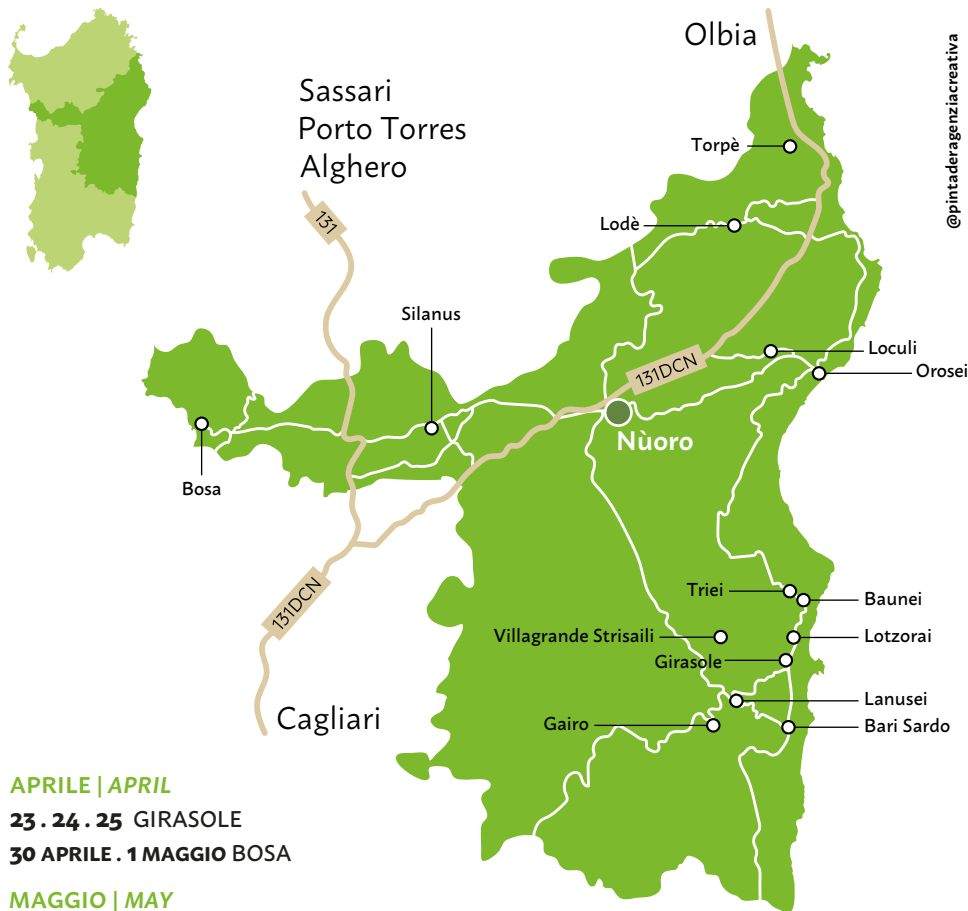 Olbia
@pintaderagenziacreativa
Sassari
Porto Torres
Alghero
Torpè
131
Lodè
Silanus
Loculi
131DCN
Orosei
Nùoro
Bosa
Triei
Baunei
131DCN
Villagrande Strisaili
Lotzorai
Girasole
Lanusei
Cagliari
Gairo
Bari Sardo
APRILE | APRIL
23 . 24 . 25 GIRASOLE
30 APRILE . 1 MAGGIO BOSA
MAGGIO | MAY